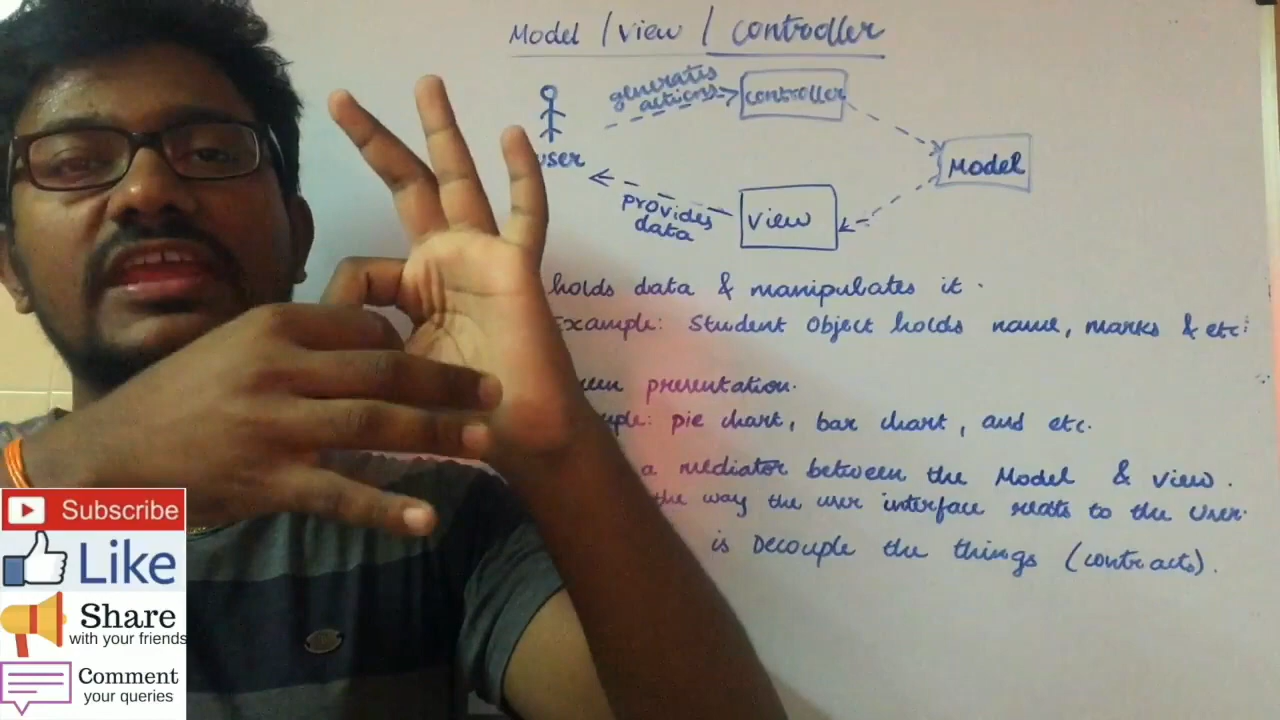 Model / View / Controller
generates
actions
controller
user
Model
provides
data
view
holds data & manipulates it.
Example: Student Object holds name, marks & etc:
presentation.
pie chart, bar chart, and etc.
a mediator between the Model & view.
the way the user interface reats to the User.
is Decouple the things (contracts).
Subscribe
Like
Share
with your friends
Comment
your queries